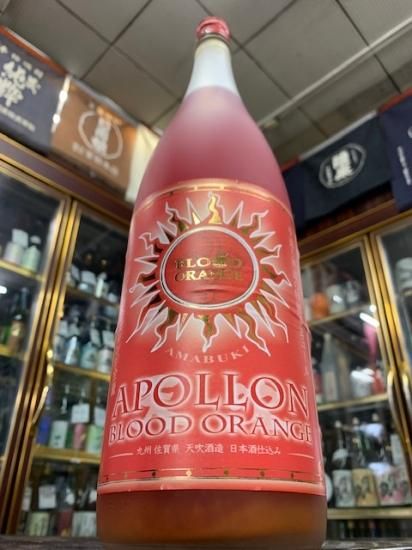 BLOOD
ORANGE
AMABUKI
APOLLON
BLOOD ORANGE
九州 佐賀県 天吹酒造 日本酒仕込み